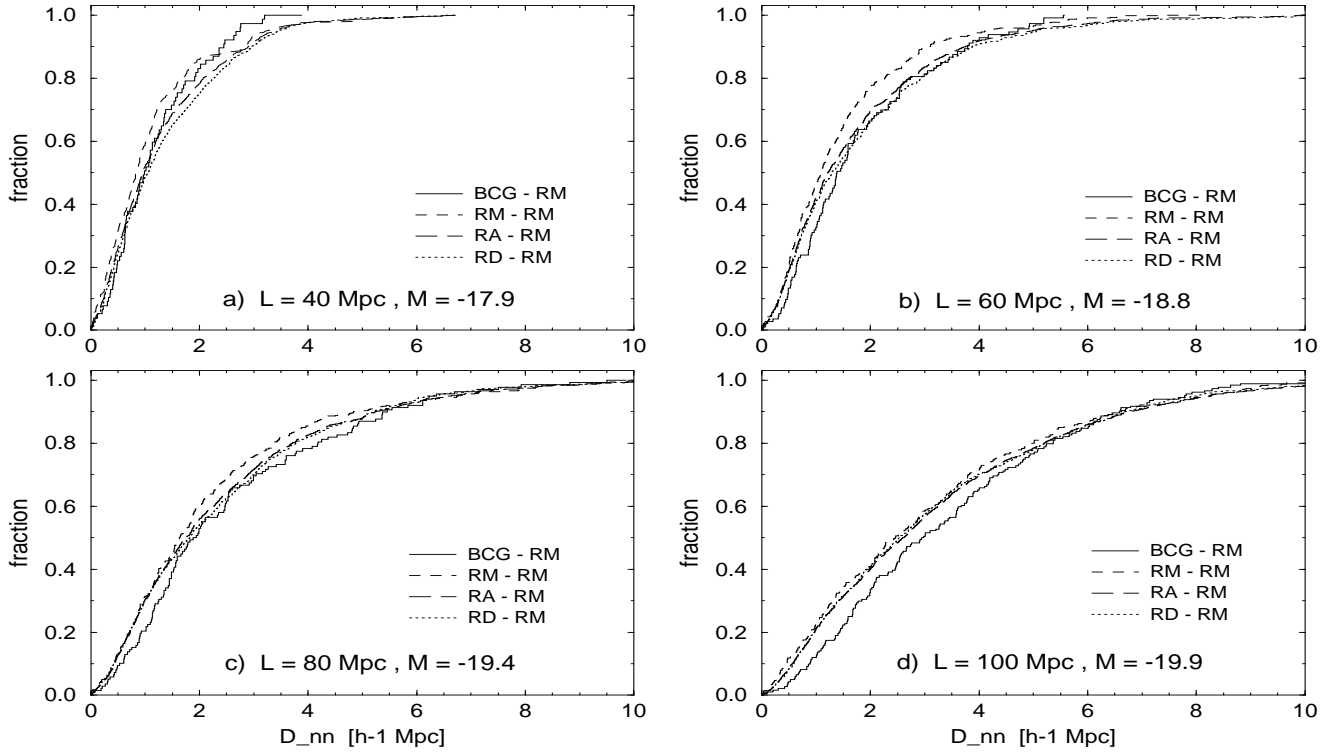 1.0
0.8
0.6
0.4
0.2
0.0
fraction
BCG - RM
RM - RM
RA - RM
RD - RM
a) L = 40 Mpc , M = -17.9
0 2 4 6 8 10
1.0
0.8
0.6
0.4
0.2
0.0
fraction
BCG - RM
RM - RM
RA - RM
RD - RM
b) L = 60 Mpc , M = -18.8
0 2 4 6 8 10
1.0
0.8
0.6
0.4
0.2
0.0
fraction
BCG - RM
RM - RM
RA - RM
RD - RM
c) L = 80 Mpc , M = -19.4
0 2 4 6 8 10
D_nn [h-1 Mpc]
1.0
0.8
0.6
0.4
0.2
0.0
fraction
BCG - RM
RM - RM
RA - RM
RD - RM
d) L = 100 Mpc , M = -19.9
0 2 4 6 8 10
D_nn [h-1 Mpc]